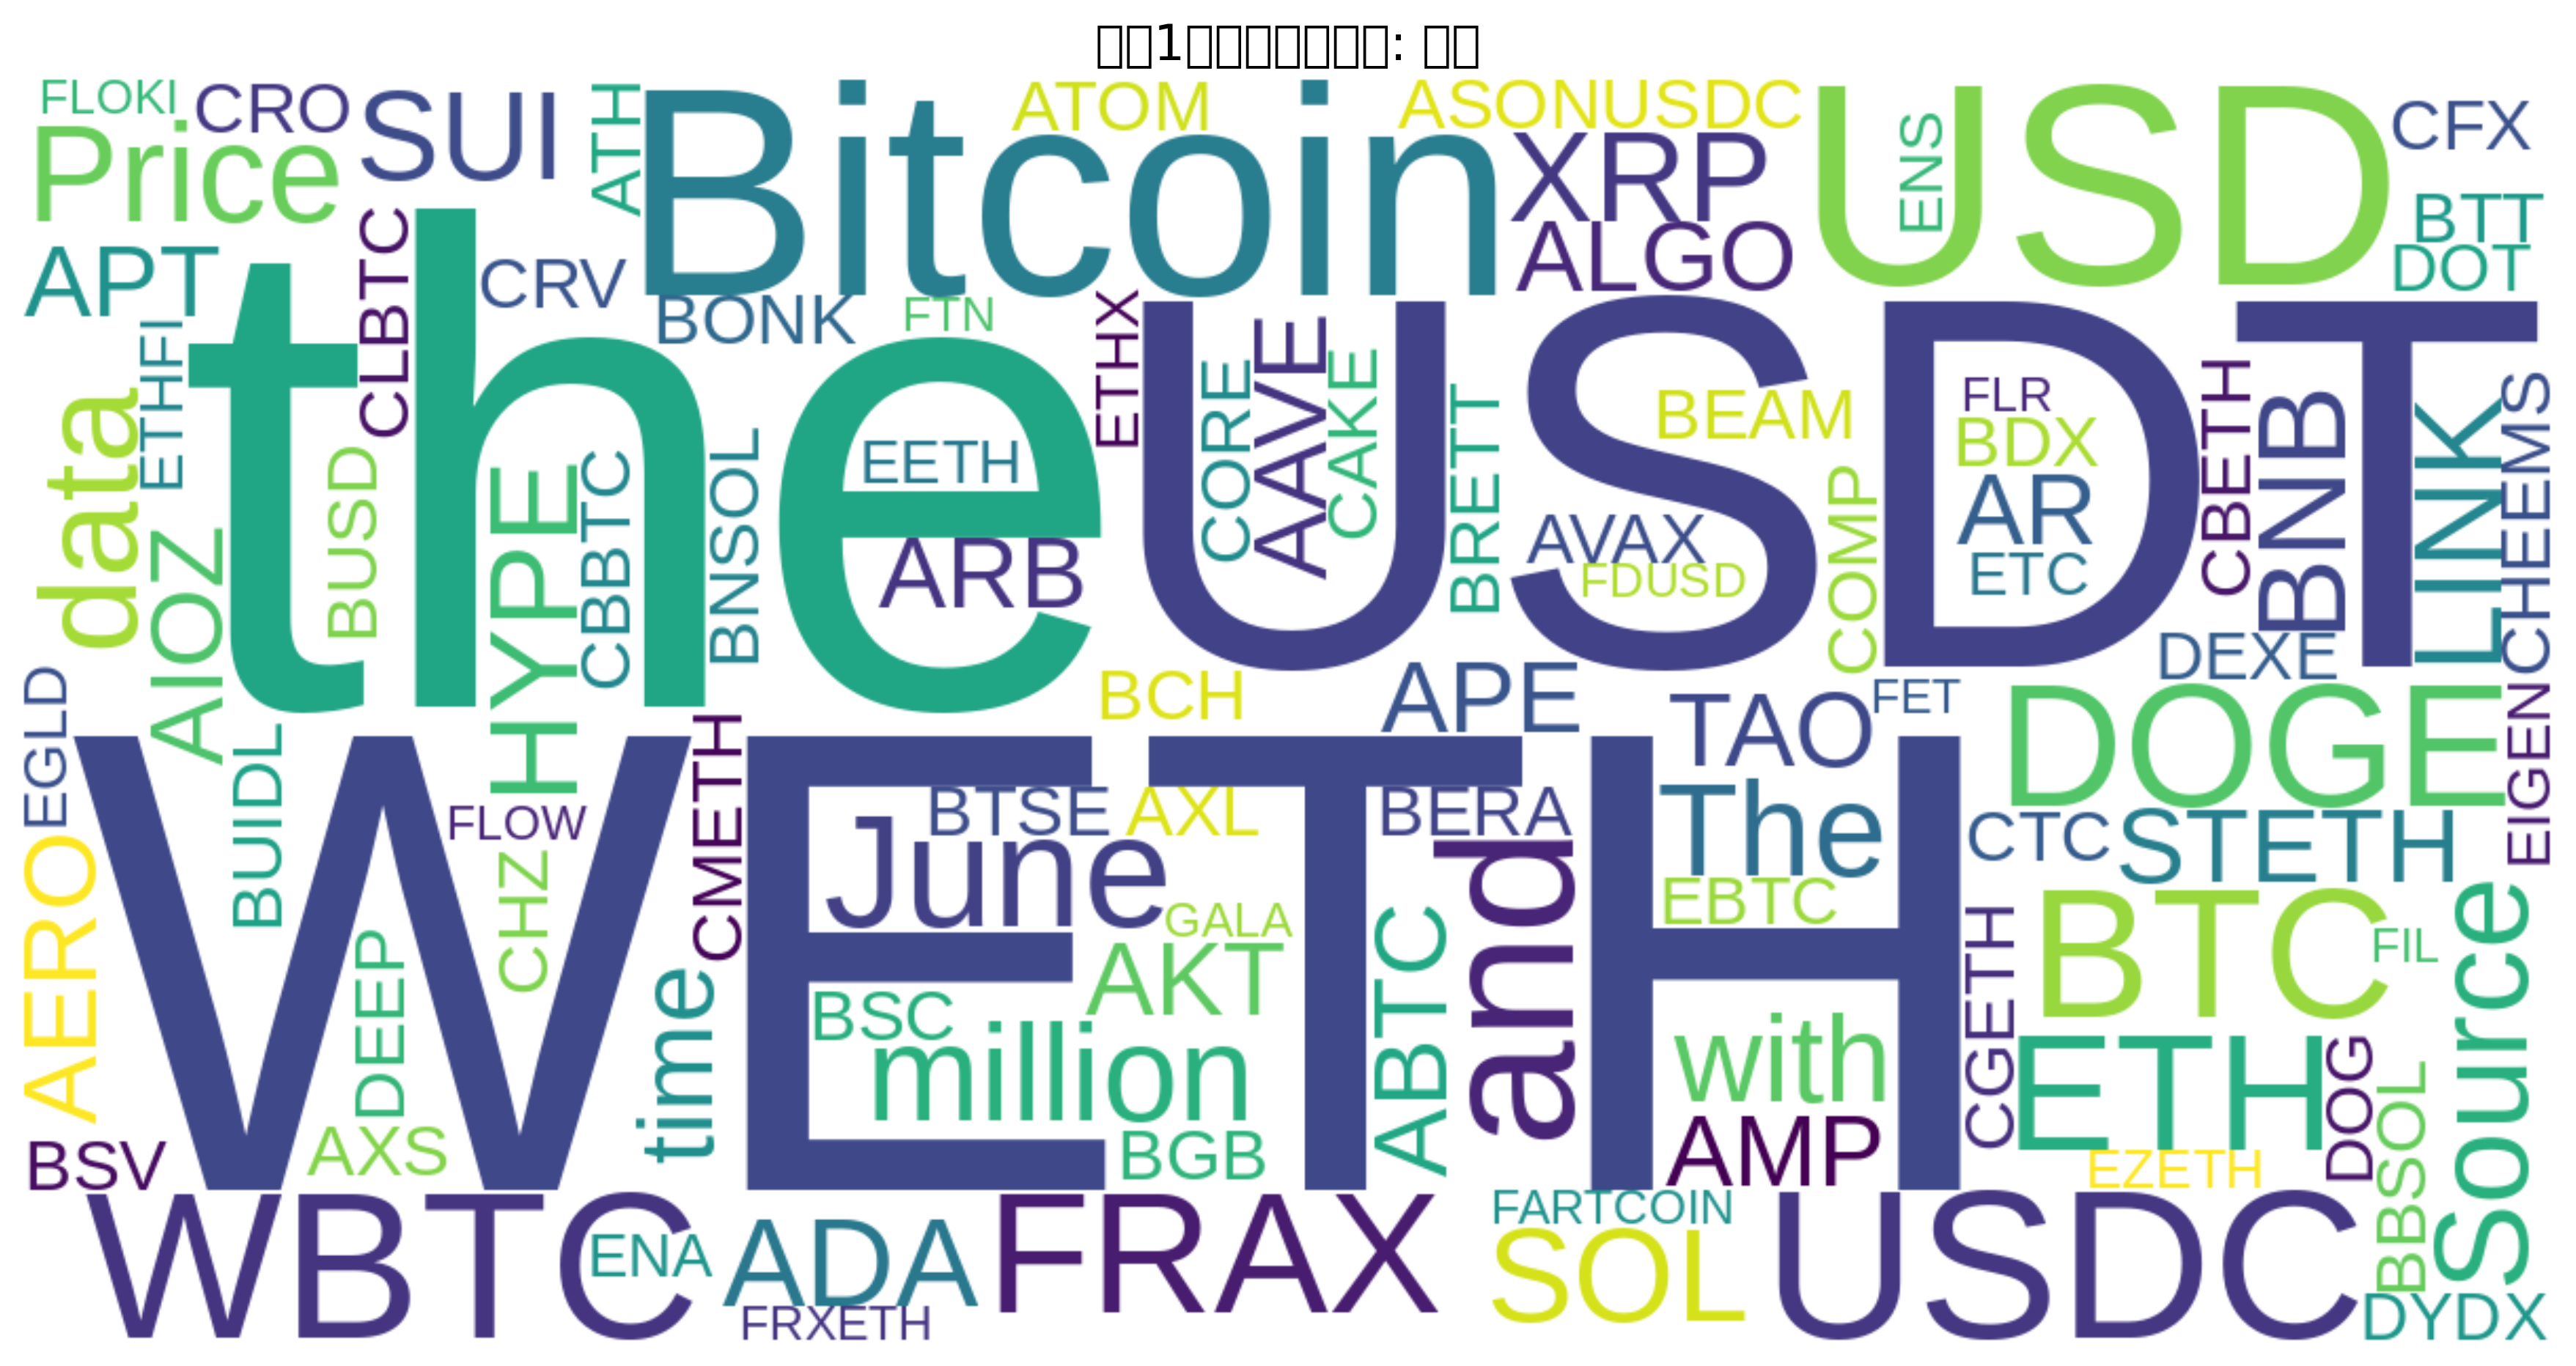 1 :
FLOKI
CRO
SUI
ATH
Bitcoin
ATOM
ASONUSDC
XRP
USD
ENS
CFX
Price
ALGO
BTT
DOT
APT
CLBTC
CRV
BONK
FTN
ETHX
the
USDT
ETHFI
data
AIOZ
BUSD
HYPE
CBBTC
BNSOL
EETH
ARB
CORE
AAVE
CAKE
BRETT
BEAM
AVAX
FDUSD
COMP
FLR
BDX
AR
ETC
CBETH
BNB
LINK
CHEEMS
DEXE
EGLD
BCH
APE
TAO
FET
DOGE
EIGEN
WETH
BUIDL
FLOW
CHZ
CMETH
BTSE
AXL
BERA
June
GALA
The
EBTC
CTC
STETH
AERO
DEEP
time
BSC
AKT
million
BGB
ABTC
and
with
AMP
CGETH
BTC
FIL
ETH
DOG
Source
BSV
AXS
EZETH
BBSOL
WBTC
ENA
ADA
FRXETH
FRAX
FARTCOIN
SOL
USDC
DYDX